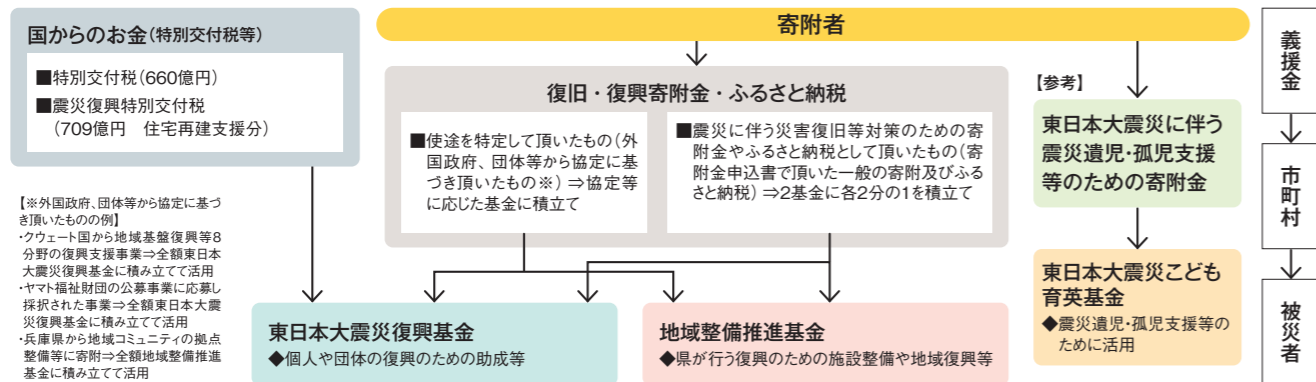 国からのお金(特別交付税等)
■特別交付税(660億円)
■震災復興特別交付税
(709億円　住宅再建支援分)
【※外国政府、団体等から協定に基づ
き頂いたものの例】
・クウェート国から地域基盤復興等8
分野の復興支援事業⇒全額東日本
大震災復興基金に積み立てて活用
・ヤマト福祉財団の公募事業に応募し
採択された事業⇒全額東日本大震
災復興基金に積み立てて活用
・兵庫県から地域コミュニティの拠点
整備等に寄附⇒全額地域整備推進
基金に積み立てて活用
寄附者
復旧・復興寄附金・ふるさと納税
■使途を特定して頂いたもの(外
国政府、団体等から協定に基
づき頂いたもの※)⇒協定等
に応じた基金に積立て
■震災に伴う災害復旧等対策のための寄
附金やふるさと納税として頂いたもの(寄
附金申込書で頂いた一般の寄附及びふる
さと納税)⇒2基金に各2分の1を積立て
東日本大震災復興基金
◆個人や団体の復興のための助成等
地域整備推進基金
◆県が行う復興のための施設整備や地域復興等
【参考】
東日本大震災に伴う
震災遺児・孤児支援
等のための寄附金
東日本大震災こども
育英基金
◆震災遺児・孤児支援等の
ために活用
義援金
市町村
被災者